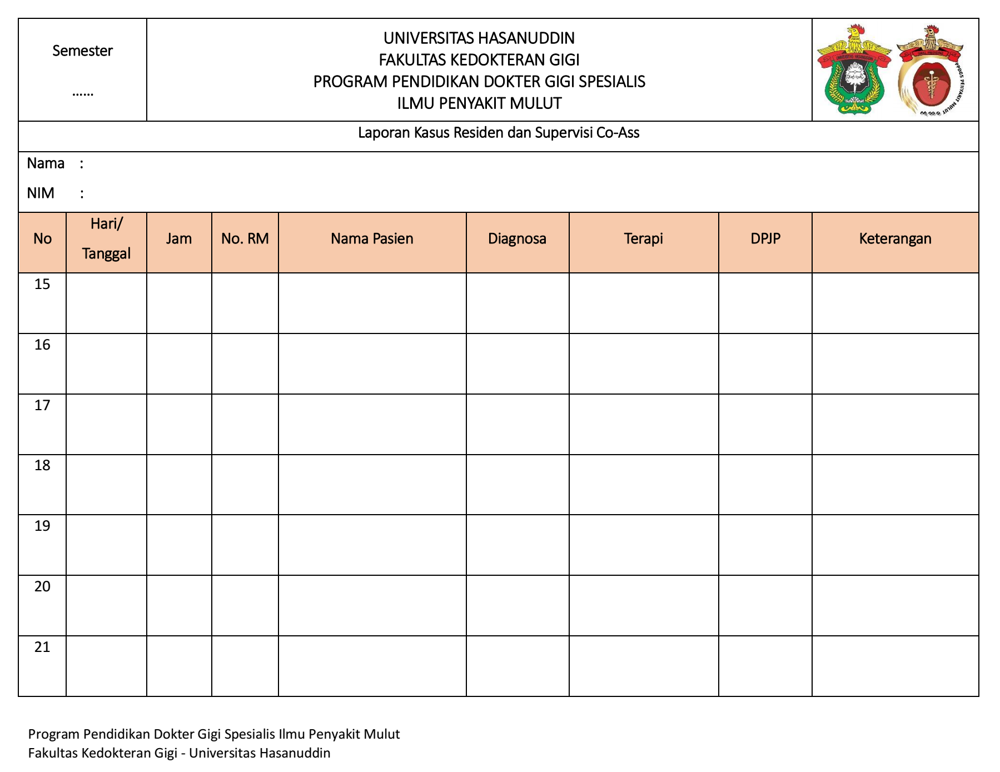 Semester
......
UNIVERSITAS HASANUDDIN
FAKULTAS KEDOKTERAN GIGI
PROGRAM PENDIDIKAN DOKTER GIGI SPESIALIS
ILMU PENYAKIT MULUT
UNIVERSITAS HASANUDDIN
ORAL MEDICINE
PPDGS PENYAKIT MULUT
Laporan Kasus Residen dan Supervisi Co-Ass
Nama :
NIM :
No Hari/ Tanggal Jam No. RM Nama Pasien Diagnosa Terapi DPJP Keterangan
15
16
17
18
19
20
21
Program Pendidikan Dokter Gigi Spesialis Ilmu Penyakit Mulut
Fakultas Kedokteran Gigi - Universitas Hasanuddin